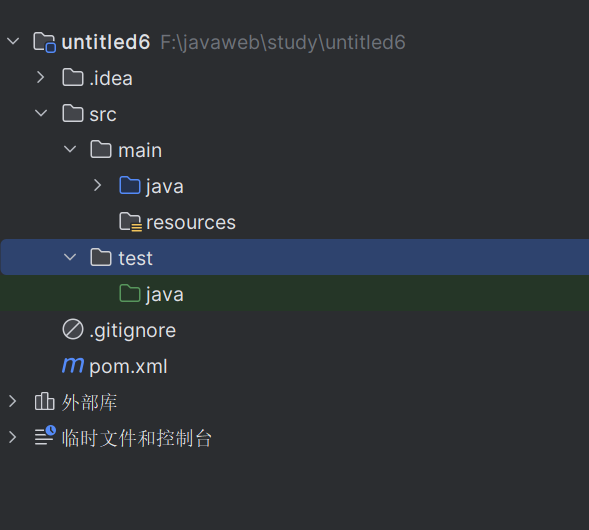 untitled6 F:\javaweb\study\untitled6
.idea
src
main
java
resources
test
java
.gitignore
pom.xml
外部库
临时文件和控制台